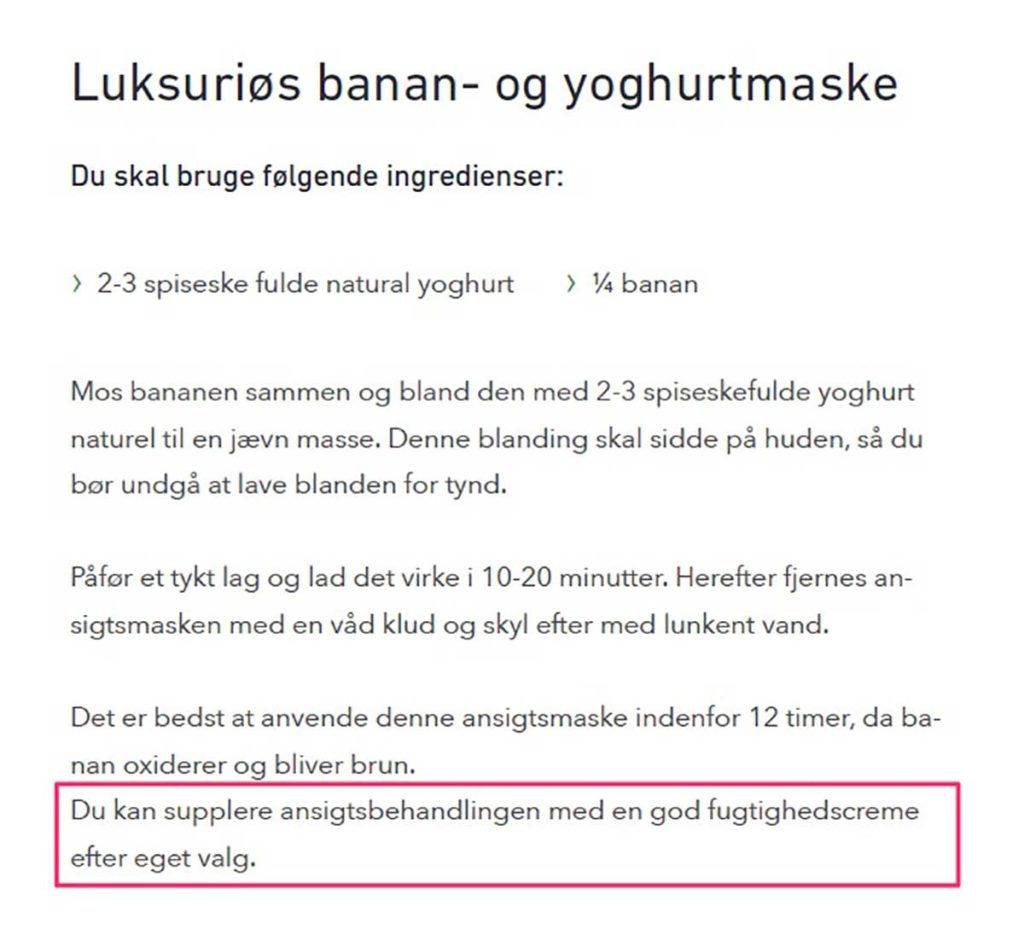 Luksuriøs banan- og yoghurtmaske
Du skal bruge følgende ingredienser:
› 2-3 spiseske fulde natural yoghurt › ¼ banan
Mos bananen sammen og bland den med 2-3 spiseskefulde yoghurt
naturel til en jævn masse. Denne blanding skal sidde på huden, så du
bør undgå at lave blanden for tynd.
Påfør et tykt lag og lad det virke i 10-20 minutter. Herefter fjernes an-
sigtsmasken med en våd klud og skyl efter med lunkent vand.
Det er bedst at anvende denne ansigtsmaske indenfor 12 timer, da ba-
nan oxiderer og bliver brun.
Du kan supplere ansigtsbehandlingen med en god fugtighedscreme
efter eget valg.